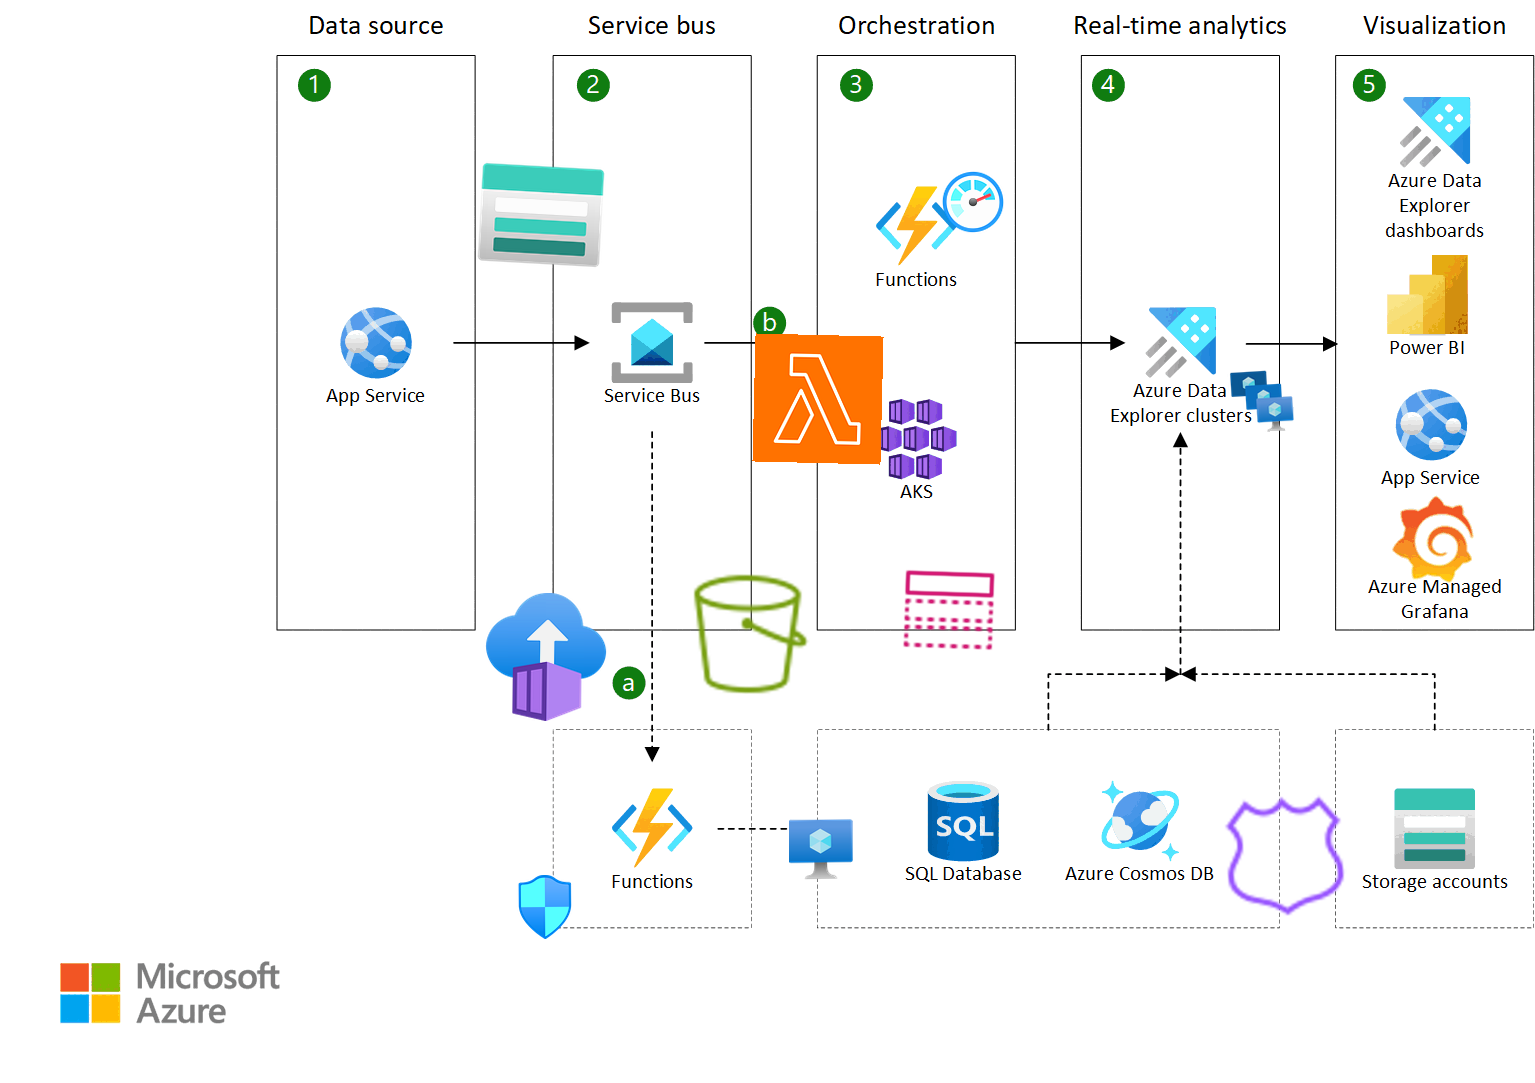 Data source
Service bus
Orchestration
Real-time analytics
Visualization
1
2
3
4
5
Azure Data
Explorer
dashboards
Functions
b
Power BI
App Service
Service Bus
Azure Data
Explorer clusters
App Service
AKS
Azure Managed
Grafana
a
SQL
Functions
SQL Database
Azure Cosmos DB
Storage accounts
Microsoft
Azure